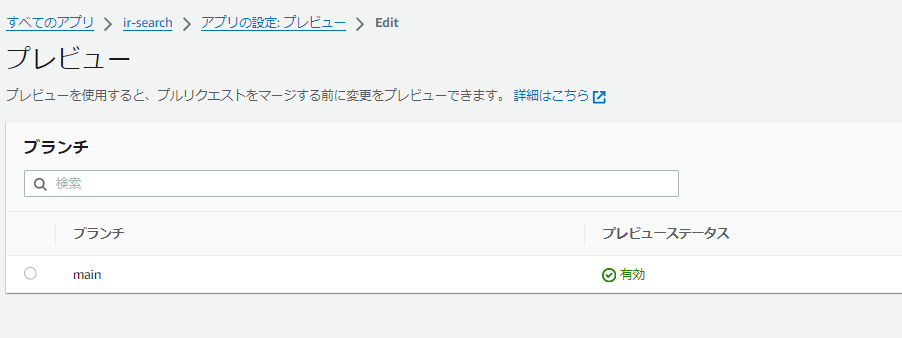 すべてのアプリ > ir-search > アプリの設定: プレビュー > Edit
プレビュー
プレビューを使用すると、プルリクエストをマージする前に変更をプレビューできます。 詳細はこちら
ブランチ
検索
ブランチ プレビューステータス
main 有効